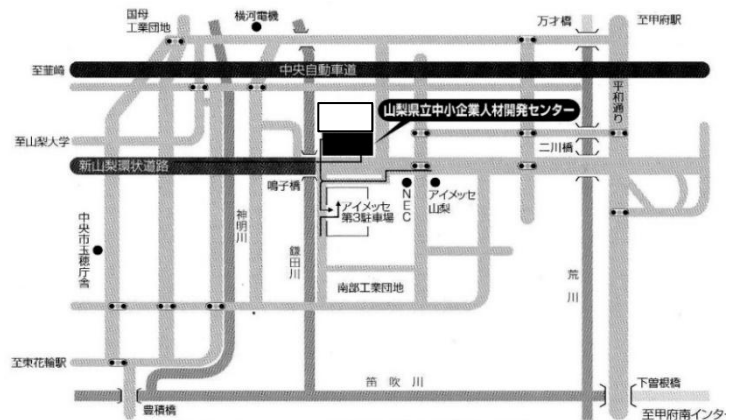 国母
工業団地
横河電機
万才橋
至甲府駅
至韮崎
中央自動車道
平和通り
山梨県立中小企業人材開発センター
至山梨大学
二川橋
新山梨環状道路
鳴子橋
NEC
アイメッセ
山梨
アイメッセ
第3駐車場
中央市玉穂庁舎
神明川
鎌田川
荒川
南部工業団地
至東花輪駅
笛吹川
下曽根橋
豊積橋
至甲府南インター